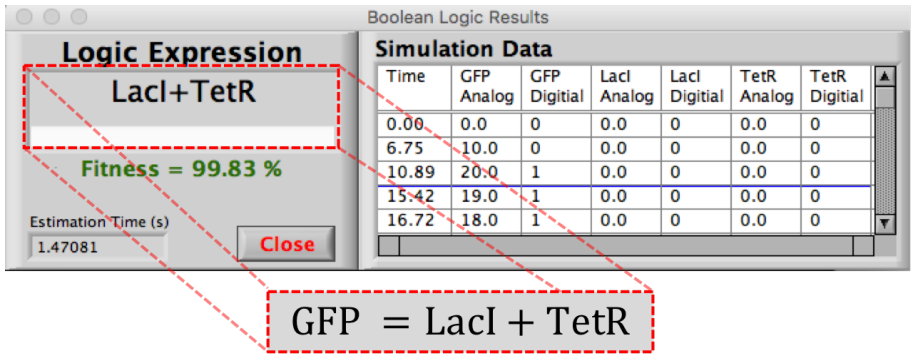 Boolean Logic Results
Logic Expression
LacI+TetR
Fitness = 99.83 %
Estimation Time (s)
1.47081
Close
Simulation Data
Time GFP Analog GFP Digitial LacI Analog LacI Digitial TetR Analog TetR Digitial
0.00 0.0 0 0.0 0 0.0 0
6.75 10.0 0 0.0 0 0.0 0
10.89 20.0 1 0.0 0 0.0 0
15.42 19.0 1 0.0 0 0.0 0
16.72 18.0 1 0.0 0 0.0 0
GFP = LacI + TetR